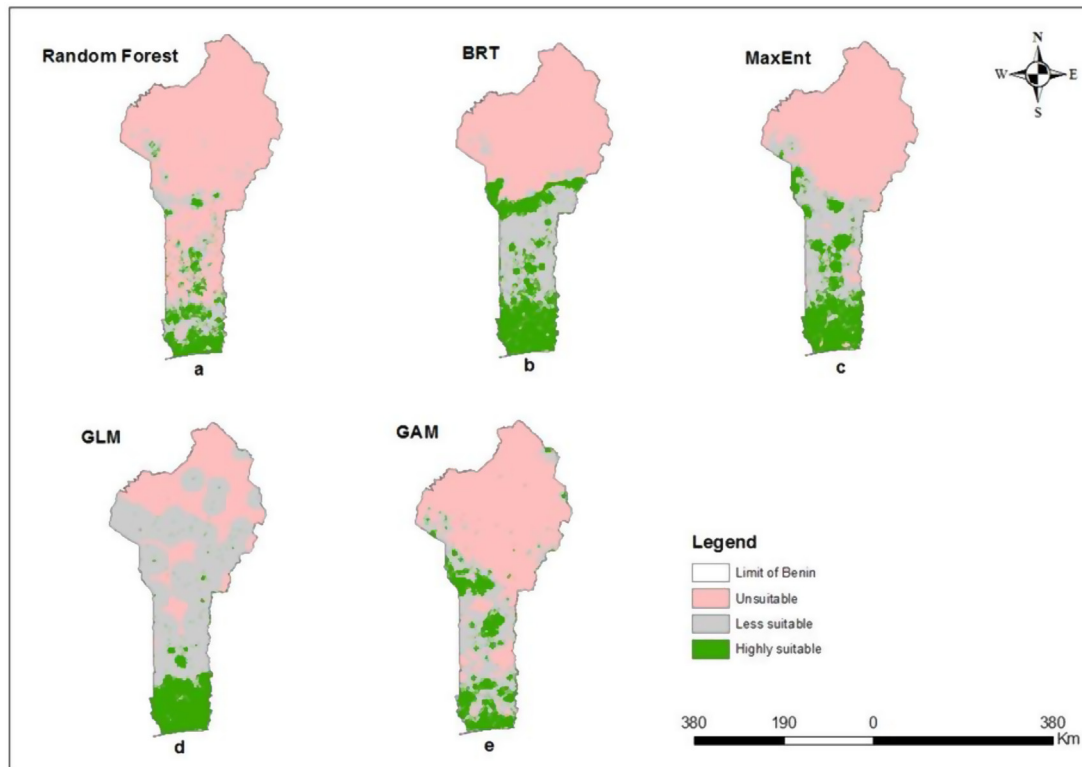 Random Forest
BRT
MaxEnt
N
W E
S
a
b
c
GLM
GAM
Legend
Limit of Benin
Unsuitable
Less suitable
Highly suitable
d
e
380 190 0 380
Km